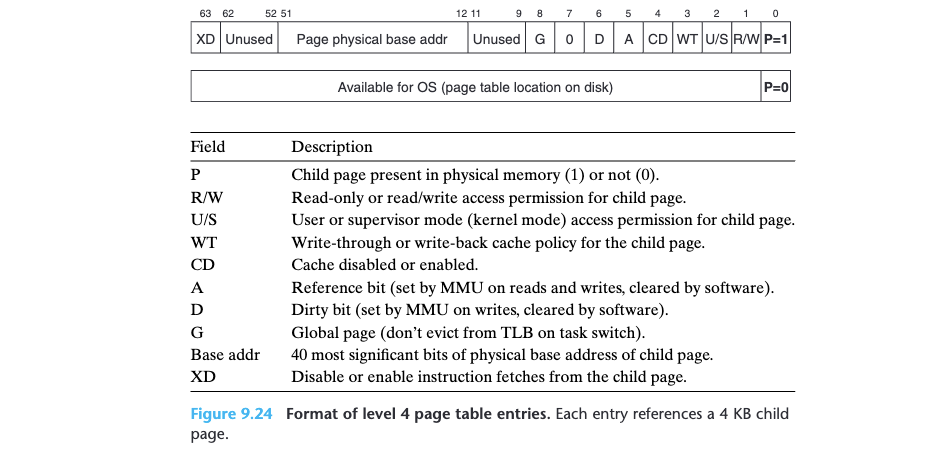 63 62 52 51 12 11 9 8 7 6 5 4 3 2 1 0
XD Unused Page physical base addr Unused G 0 D A CD WT U/S R/W P=1
Available for OS (page table location on disk) P=0
Field Description
P Child page present in physical memory (1) or not (0).
R/W Read-only or read/write access permission for child page.
U/S User or supervisor mode (kernel mode) access permission for child page.
WT Write-through or write-back cache policy for the child page.
CD Cache disabled or enabled.
A Reference bit (set by MMU on reads and writes, cleared by software).
D Dirty bit (set by MMU on writes, cleared by software).
G Global page (don’t evict from TLB on task switch).
Base addr 40 most significant bits of physical base address of child page.
XD Disable or enable instruction fetches from the child page.
Figure 9.24 Format of level 4 page table entries. Each entry references a 4 KB child
page.